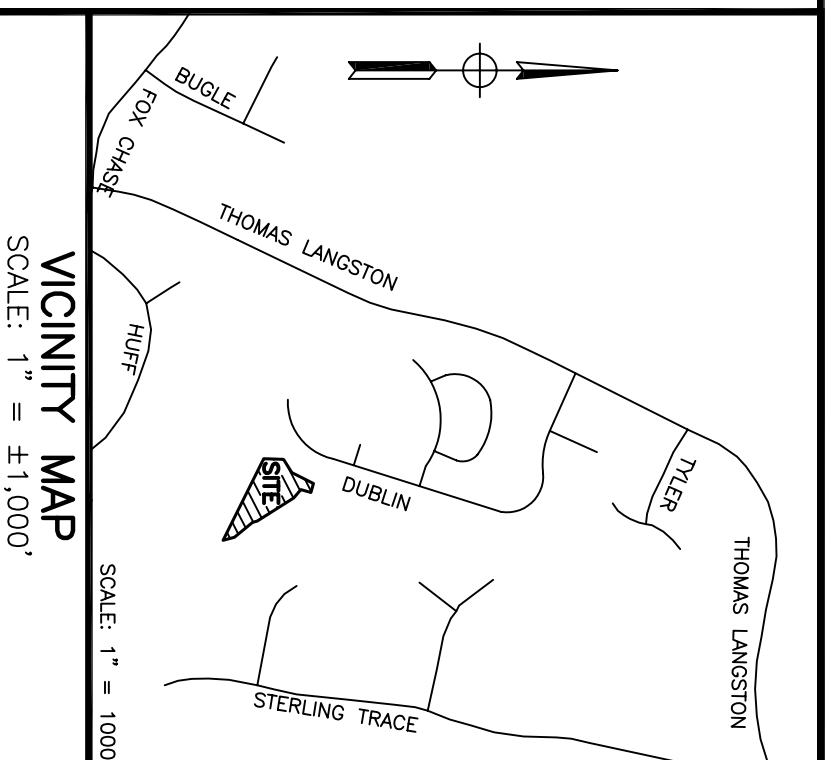 BUGLE
FOX CHASE
THOMAS LANGSTON
HUFF
DUBLIN
SITE
TYLER
THOMAS LANGSTON
STERLING TRACE
SCALE: 1" = 1000
VICINITY MAP
SCALE: 1" = ±1,000'